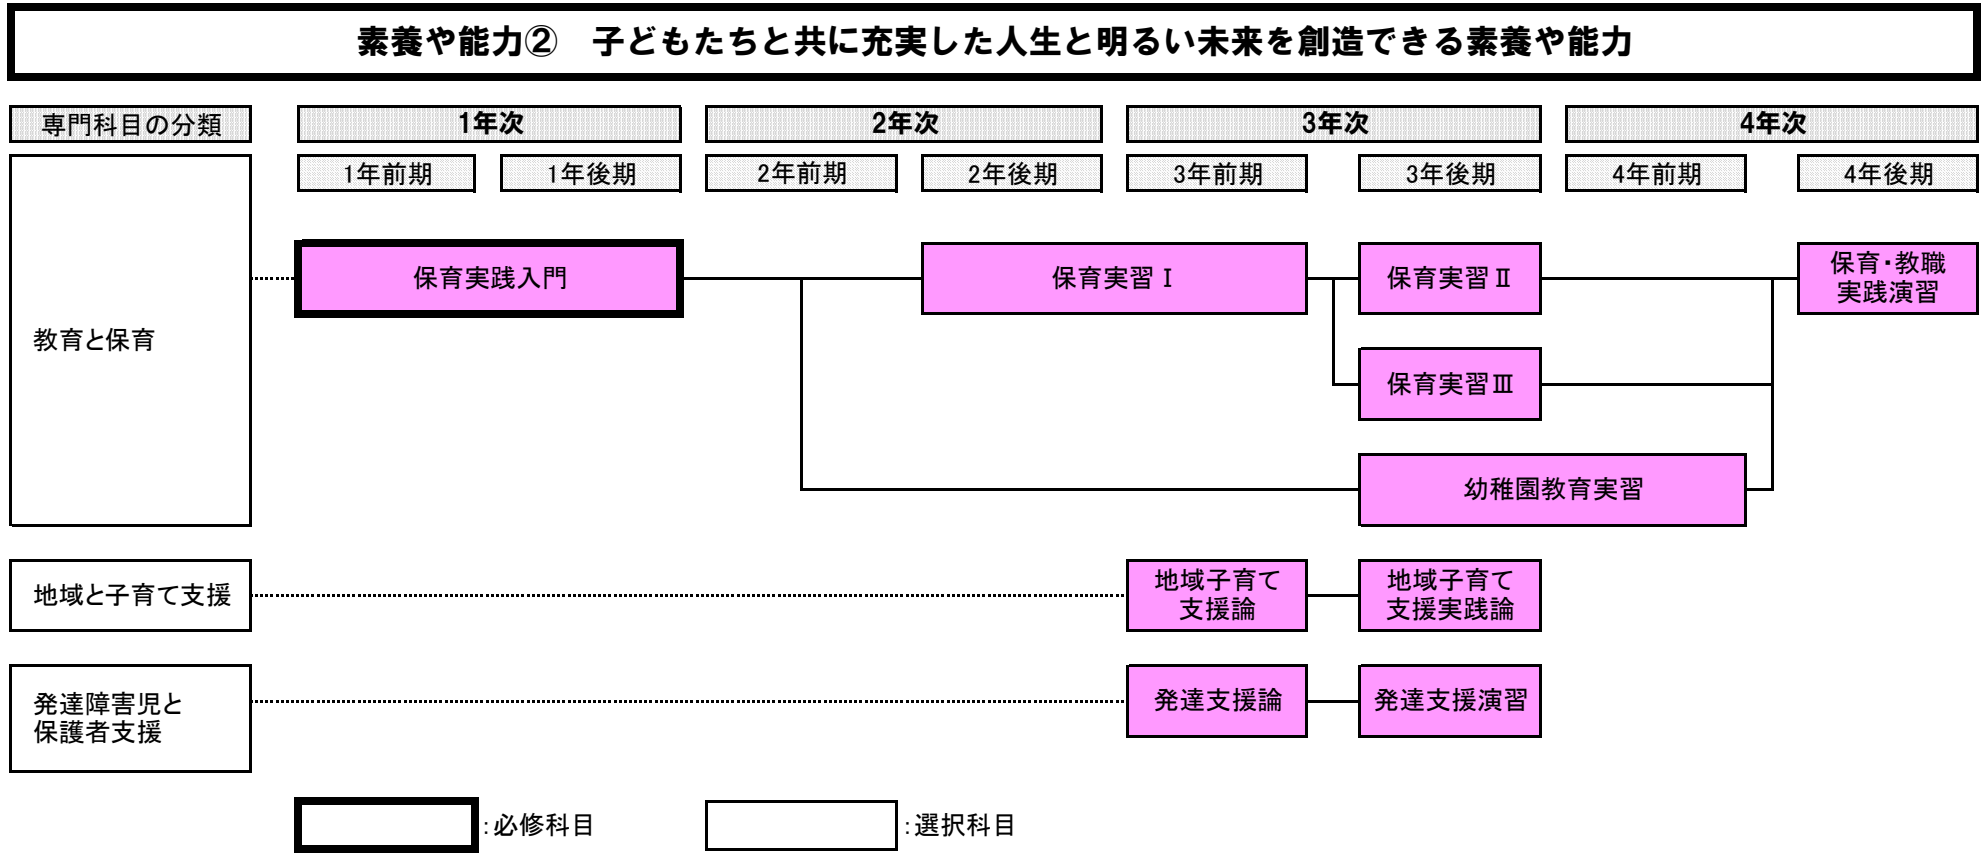 素養や能力②　子どもたちと共に充実した人生と明るい未来を創造できる素養や能力
専門科目の分類
1年次
2年次
3年次
4年次
1年前期
1年後期
2年前期
2年後期
3年前期
3年後期
4年前期
4年後期
教育と保育
保育実践入門
保育実習Ⅰ
保育実習Ⅱ
保育・教職
実践演習
保育実習Ⅲ
幼稚園教育実習
地域と子育て支援
地域子育て
支援論
地域子育て
支援実践論
発達障害児と
保護者支援
発達支援論
発達支援演習
:必修科目
:選択科目